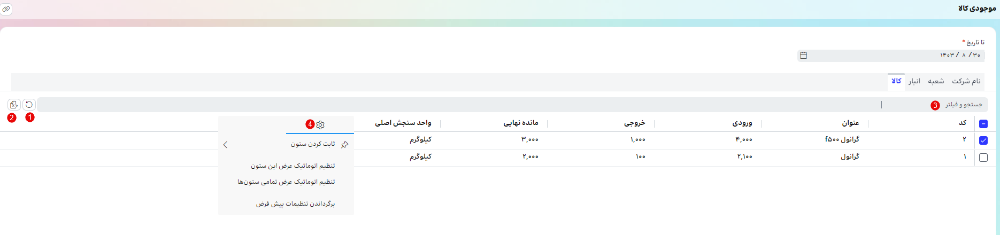 موجودی کالا
تا تاریخ *
۱۴۰۳ / ۸ / ۳۰
نام شرکت شعبه انبار کالا
جستجو و فیلتر 3 1 2
کد عنوان ورودی خروجی مانده نهایی واحد سنجش اصلی 4
۲ گرانول f۵۰۰ ۴,۰۰۰ ۱,۰۰۰ ۳,۰۰۰ کیلوگرم
۱ گرانول ۲,۱۰۰ ۱۰۰ ۲,۰۰۰ کیلوگرم
ثابت کردن ستون
تنظیم اتوماتیک عرض این ستون
تنظیم اتوماتیک عرض تمامی ستون‌ها
برگرداندن تنظیمات پیش فرض